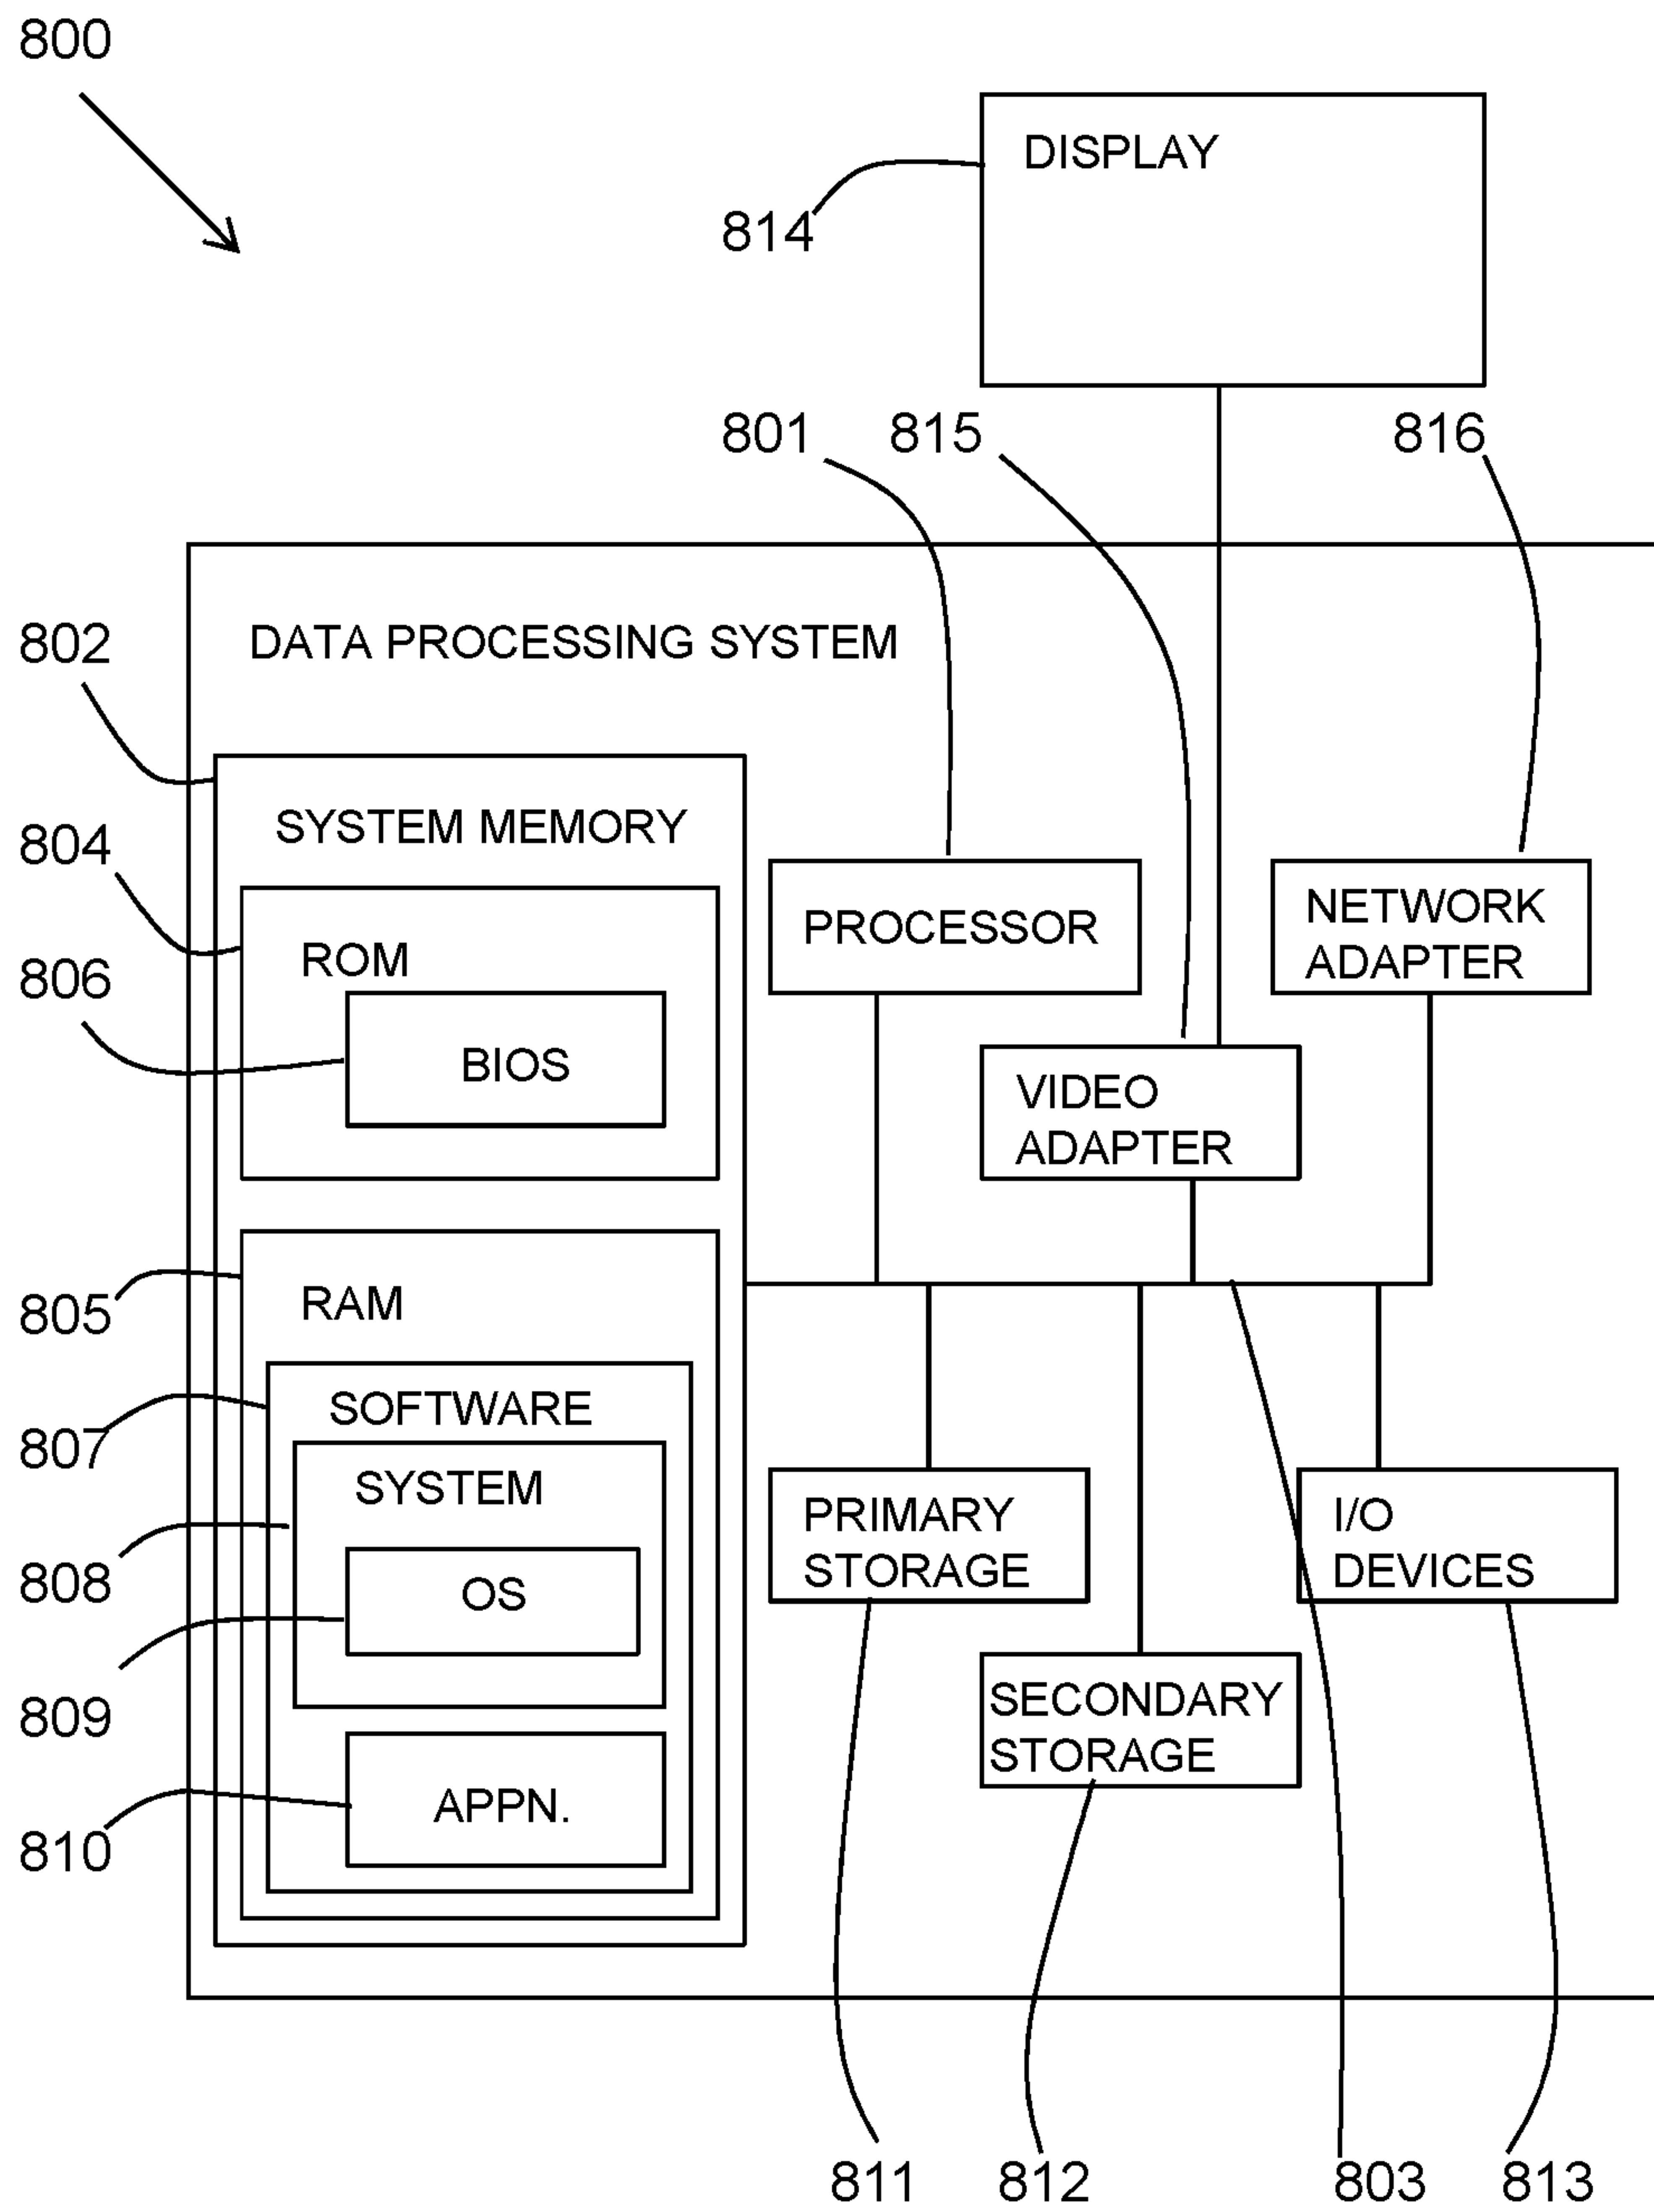 800
DISPLAY
814
801
815
816
802
DATA PROCESSING SYSTEM
SYSTEM MEMORY
804
PROCESSOR
NETWORK
ADAPTER
ROM
806
BIOS
VIDEO
ADAPTER
805
RAM
SOFTWARE
807
SYSTEM
PRIMARY
STORAGE
I/O
DEVICES
808
OS
809
SECONDARY
STORAGE
APPN.
810
811
812
803
813